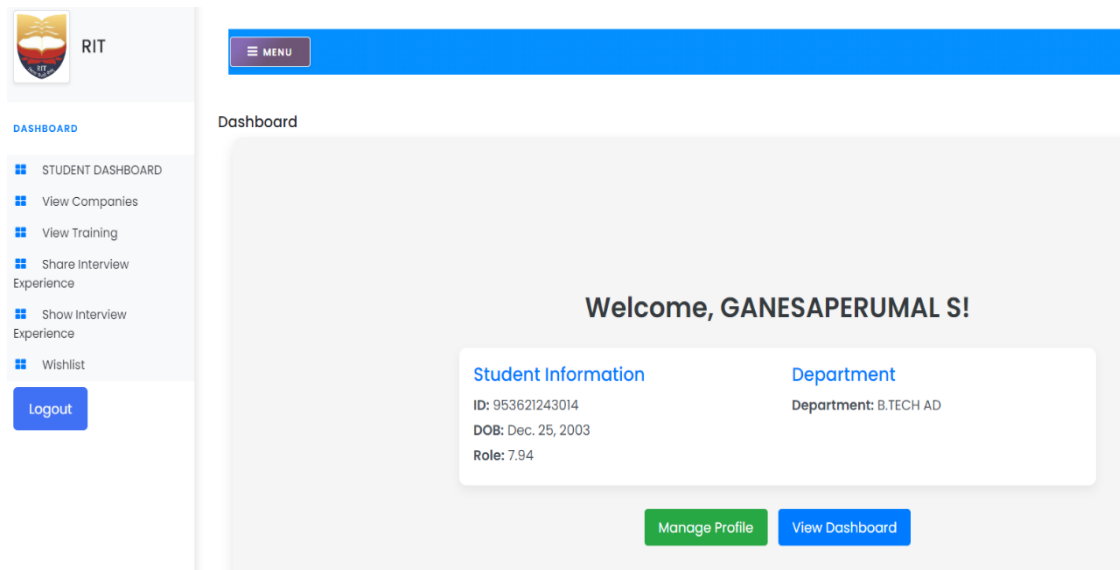 RIT
RIT
MENU
DASHBOARD
Dashboard
STUDENT DASHBOARD
View Companies
View Training
Share Interview
Experience
Show Interview
Experience
Wishlist
Logout
Welcome, GANESAPERUMAL S!
Student Information
ID: 953621243014
DOB: Dec. 25, 2003
Role: 7.94
Department
Department: B.TECH AD
Manage Profile
View Dashboard